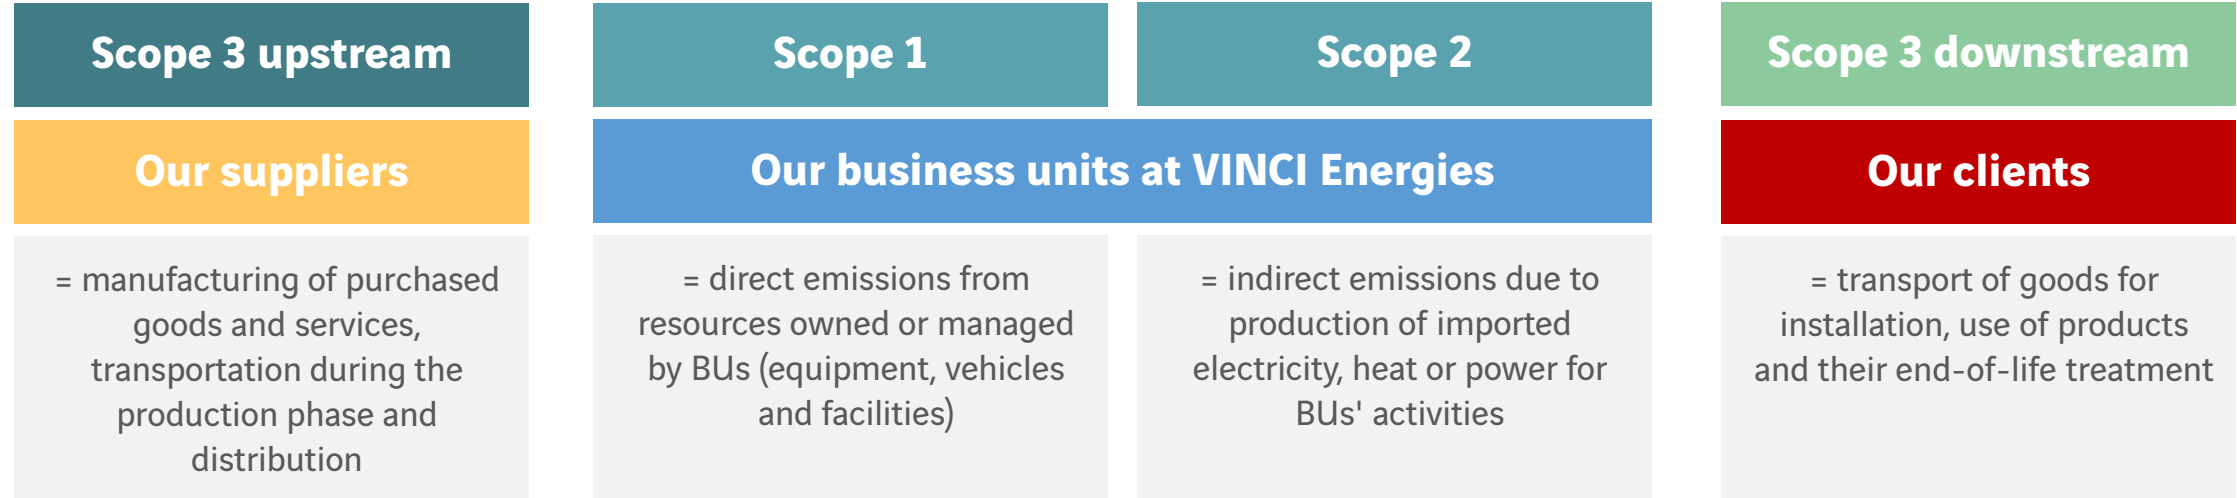 Scope 3 upstream
Our suppliers
= manufacturing of purchased
goods and services,
transportation during the
production phase and
distribution
Scope 1
Scope 2
Our business units at VINCI Energies
= direct emissions from
resources owned or managed
by BUs (equipment, vehicles
and facilities)
= indirect emissions due to
production of imported
electricity, heat or power for
BUs' activities
Scope 3 downstream
Our clients
= transport of goods for
installation, use of products
and their end-of-life treatment